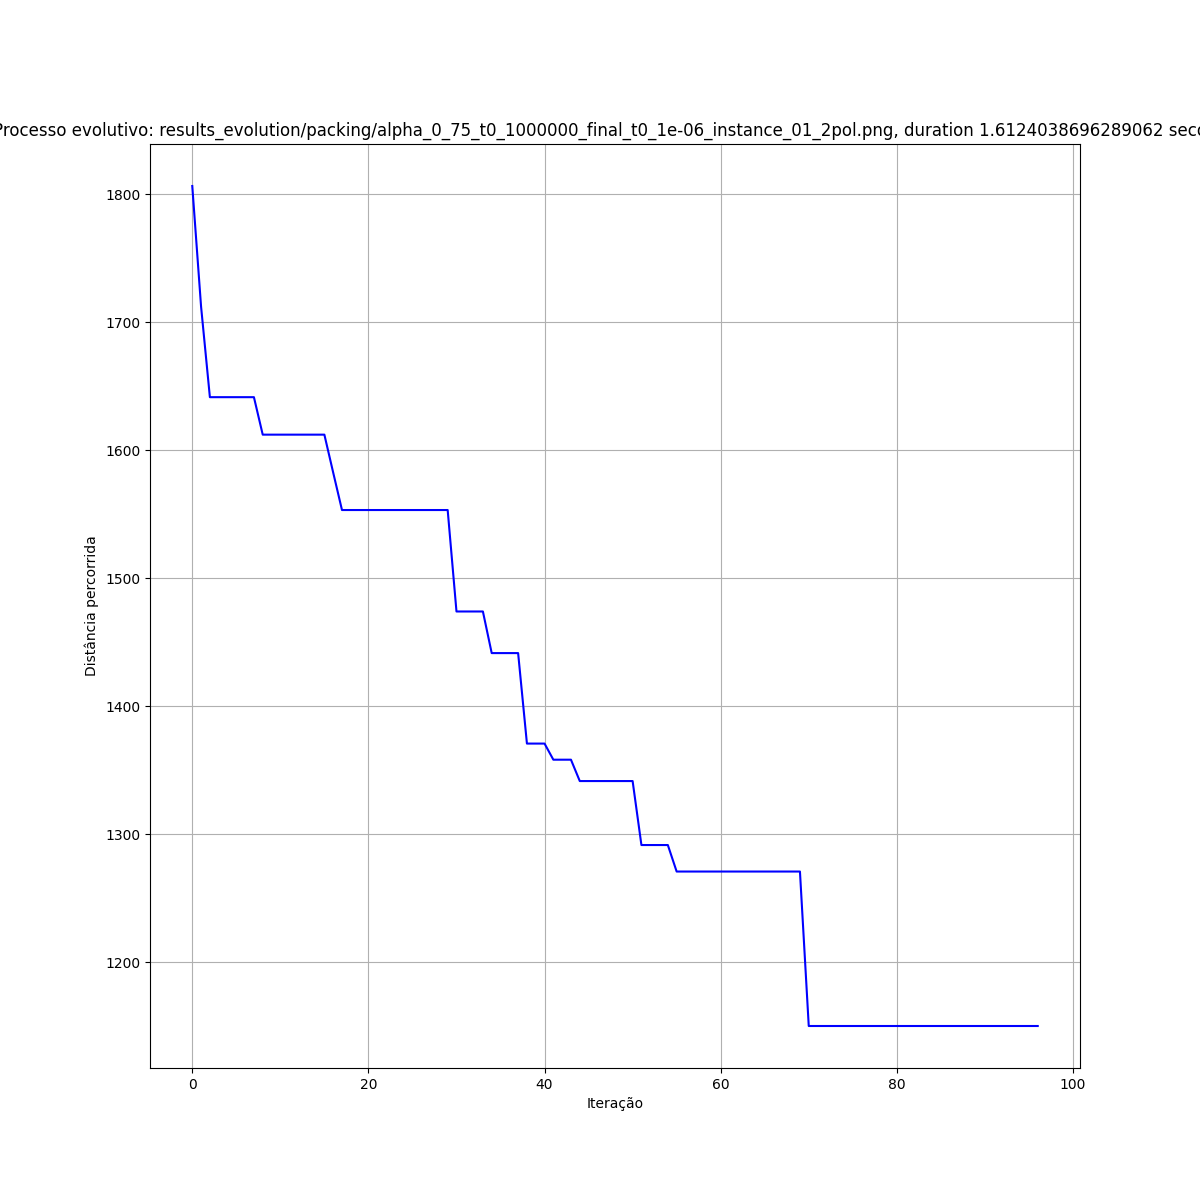 Processo evolutivo: results_evolution/packing/alpha_0_75_t0_1000000_final_t0_1e-06_instance_01_2pol.png, duration 1.6124038696289062 seco
1800
1700
1600
1500
1400
1300
1200
Distância percorrida
0 20 40 60 80 100
Iteração